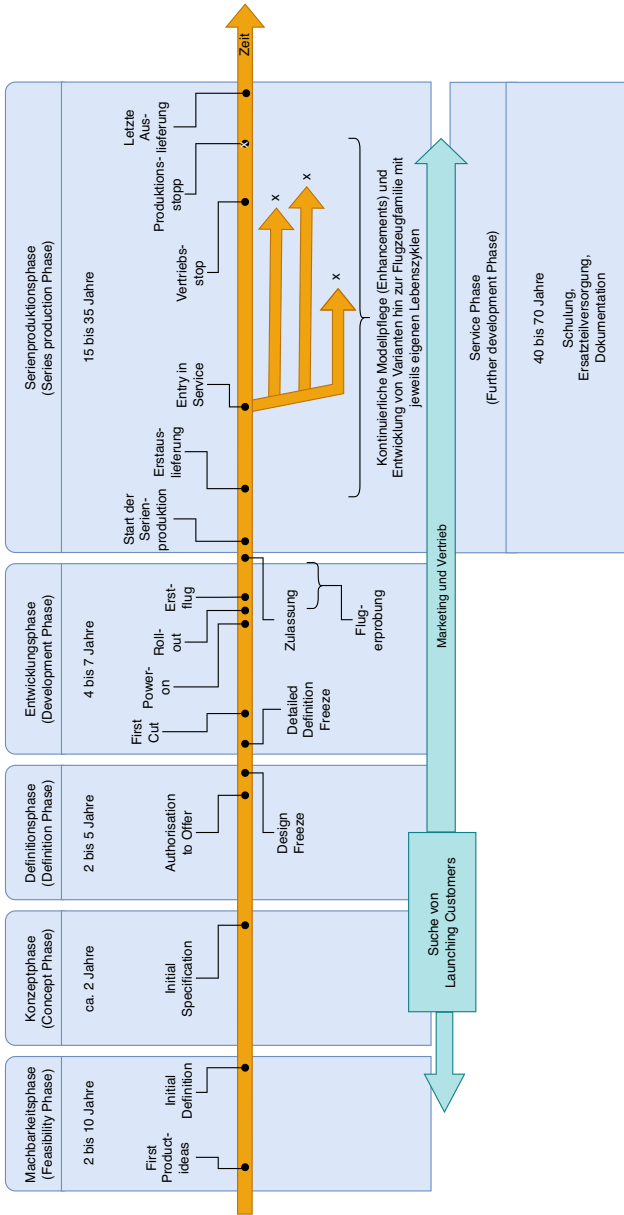 Machbarkeitsphase
(Feasibility Phase)
2 bis 10 Jahre
First
Product-
ideas
Initial
Definition
Konzeptphase
(Concept Phase)
ca. 2 Jahre
Initial
Specification
Definitionsphase
(Definition Phase)
2 bis 5 Jahre
Authorisation
to Offer
Design
Freeze
Entwicklungsphase
(Development Phase)
4 bis 7 Jahre
First
Cut
Power-
on
Roll-
out
Erst-
flug
Detailed
Definition
Freeze
Zulassung
Flug-
erprobung
Serienproduktionsphase
(Series production Phase)
15 bis 35 Jahre
Start der
Serien-
produktion
Erstaus-
lieferung
Entry in
Service
Vertriebs-
stop
Produktions-
stopp
Letzte
Aus-
lieferung
x
Zeit
x
x
x
Kontinuierliche Modellpflege (Enhancements) und
Entwicklung von Varianten hin zur Flugzeugfamilie mit
jeweils eigenen Lebenszyklen
Suche von
Launching Customers
Marketing und Vertrieb
Service Phase
(Further development Phase)
40 bis 70 Jahre
Schulung,
Ersatzteilversorgung,
Dokumentation